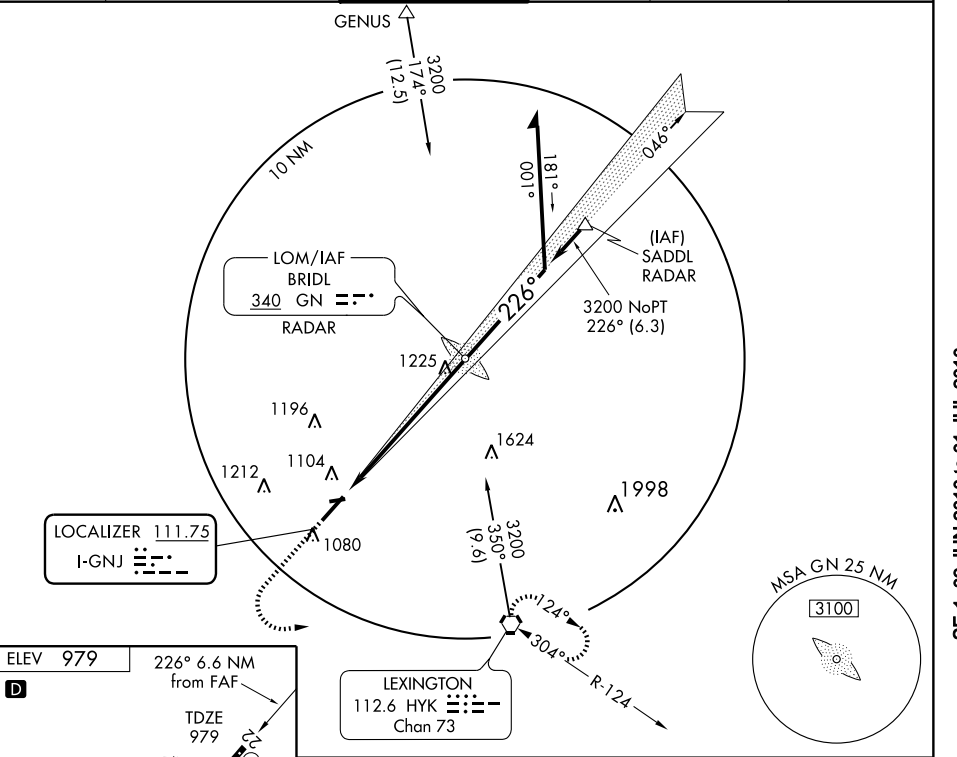 GENUS
3200
174°
(12.5)
10 NM
046°
181°
001°
(IAF)
SADDL
RADAR
LOM/IAF
BRIDL
340 GN
RADAR
226°
3200 NoPT
226° (6.3)
1225
1196
1624
1104
1212
1998
LOCALIZER 111.75
I-GNJ
1080
3200
350°
(9.6)
MSA GN 25 NM
3100
124°
304°
R-124
LEXINGTON
112.6 HYK
Chan 73
ELEV 979
D
226° 6.6 NM
from FAF
TDZE
979
22